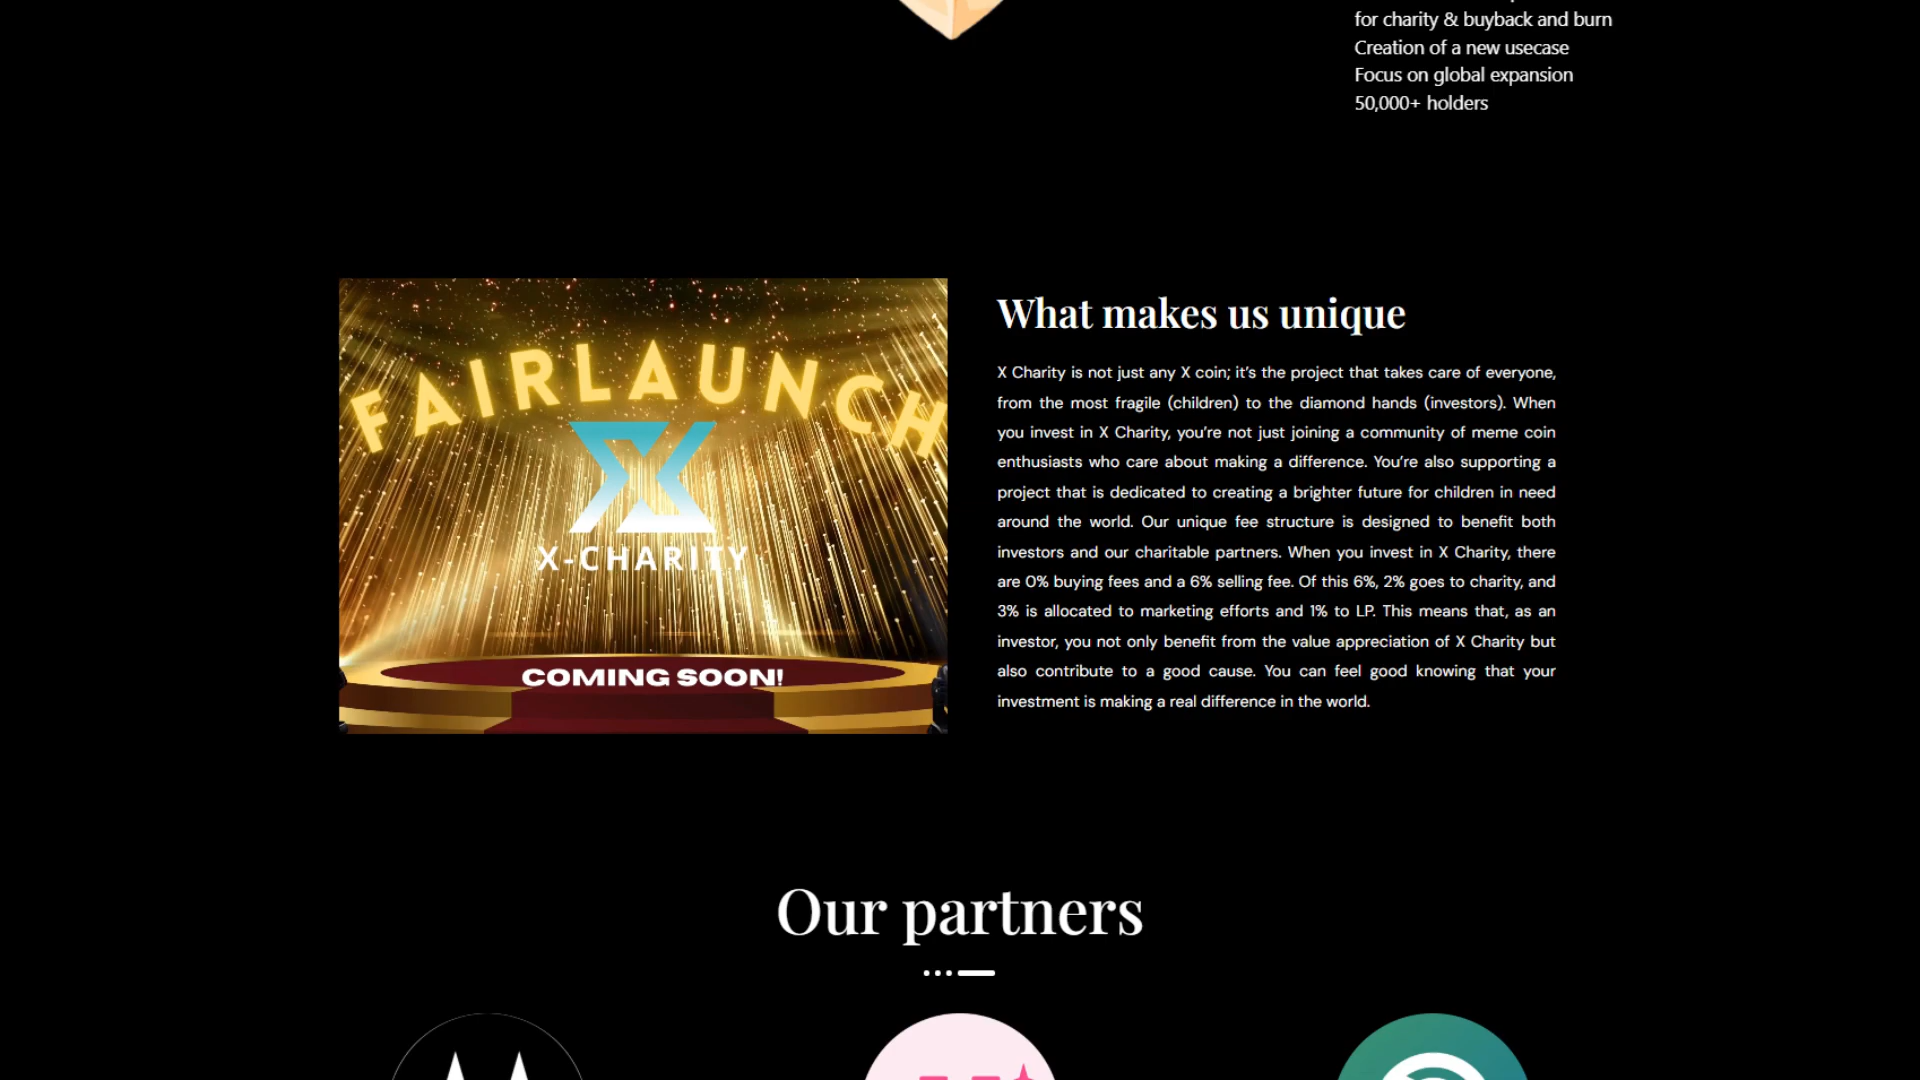 for charity & buyback and burn
Creation of a new usecase
Focus on global expansion
50,000+ holders
FAIRLAUNCH
X-CHARITY
COMING SOON!
What makes us unique
X Charity is not just any X coin; it’s the project that takes care of everyone,
from the most fragile (children) to the diamond hands (investors). When
you invest in X Charity, you’re not just joining a community of meme coin
enthusiasts who care about making a difference. You’re also supporting a
project that is dedicated to creating a brighter future for children in need
around the world. Our unique fee structure is designed to benefit both
investors and our charitable partners. When you invest in X Charity, there
are 0% buying fees and a 6% selling fee. Of this 6%, 2% goes to charity, and
3% is allocated to marketing efforts and 1% to LP. This means that, as an
investor, you not only benefit from the value appreciation of X Charity but
also contribute to a good cause. You can feel good knowing that your
investment is making a real difference in the world.
Our partners